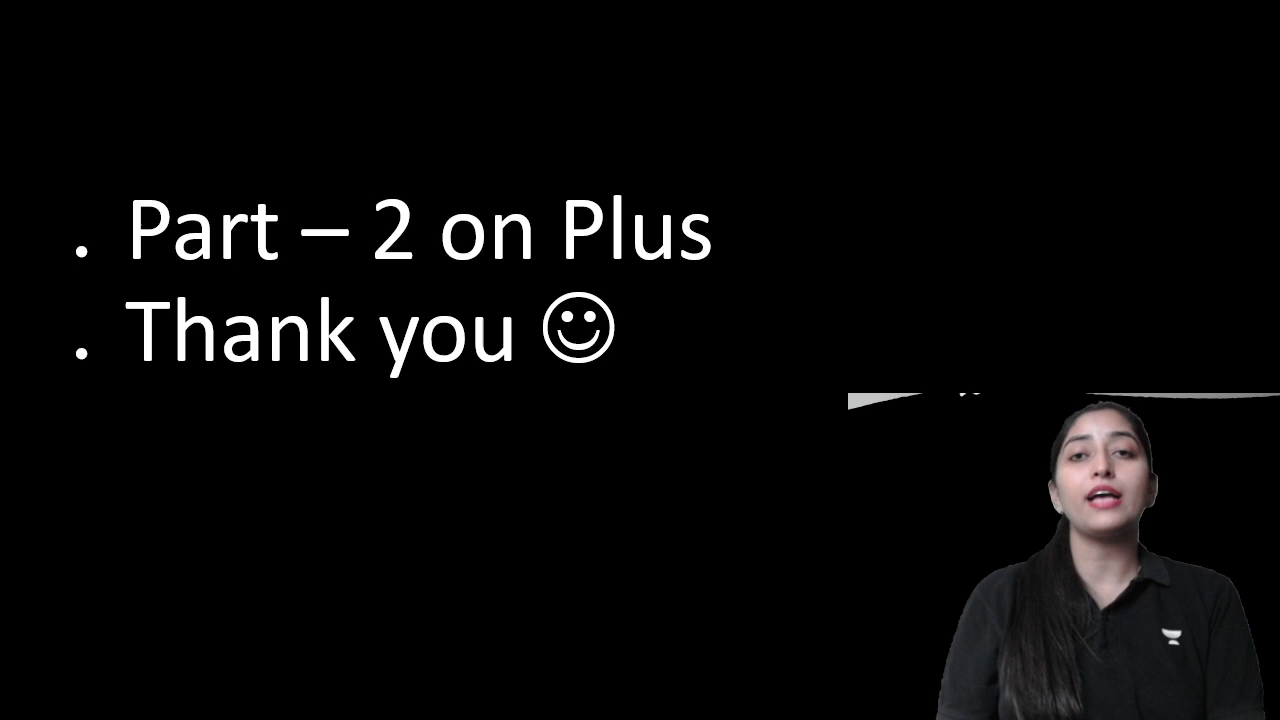 . Part – 2 on Plus
. Thank you ☺